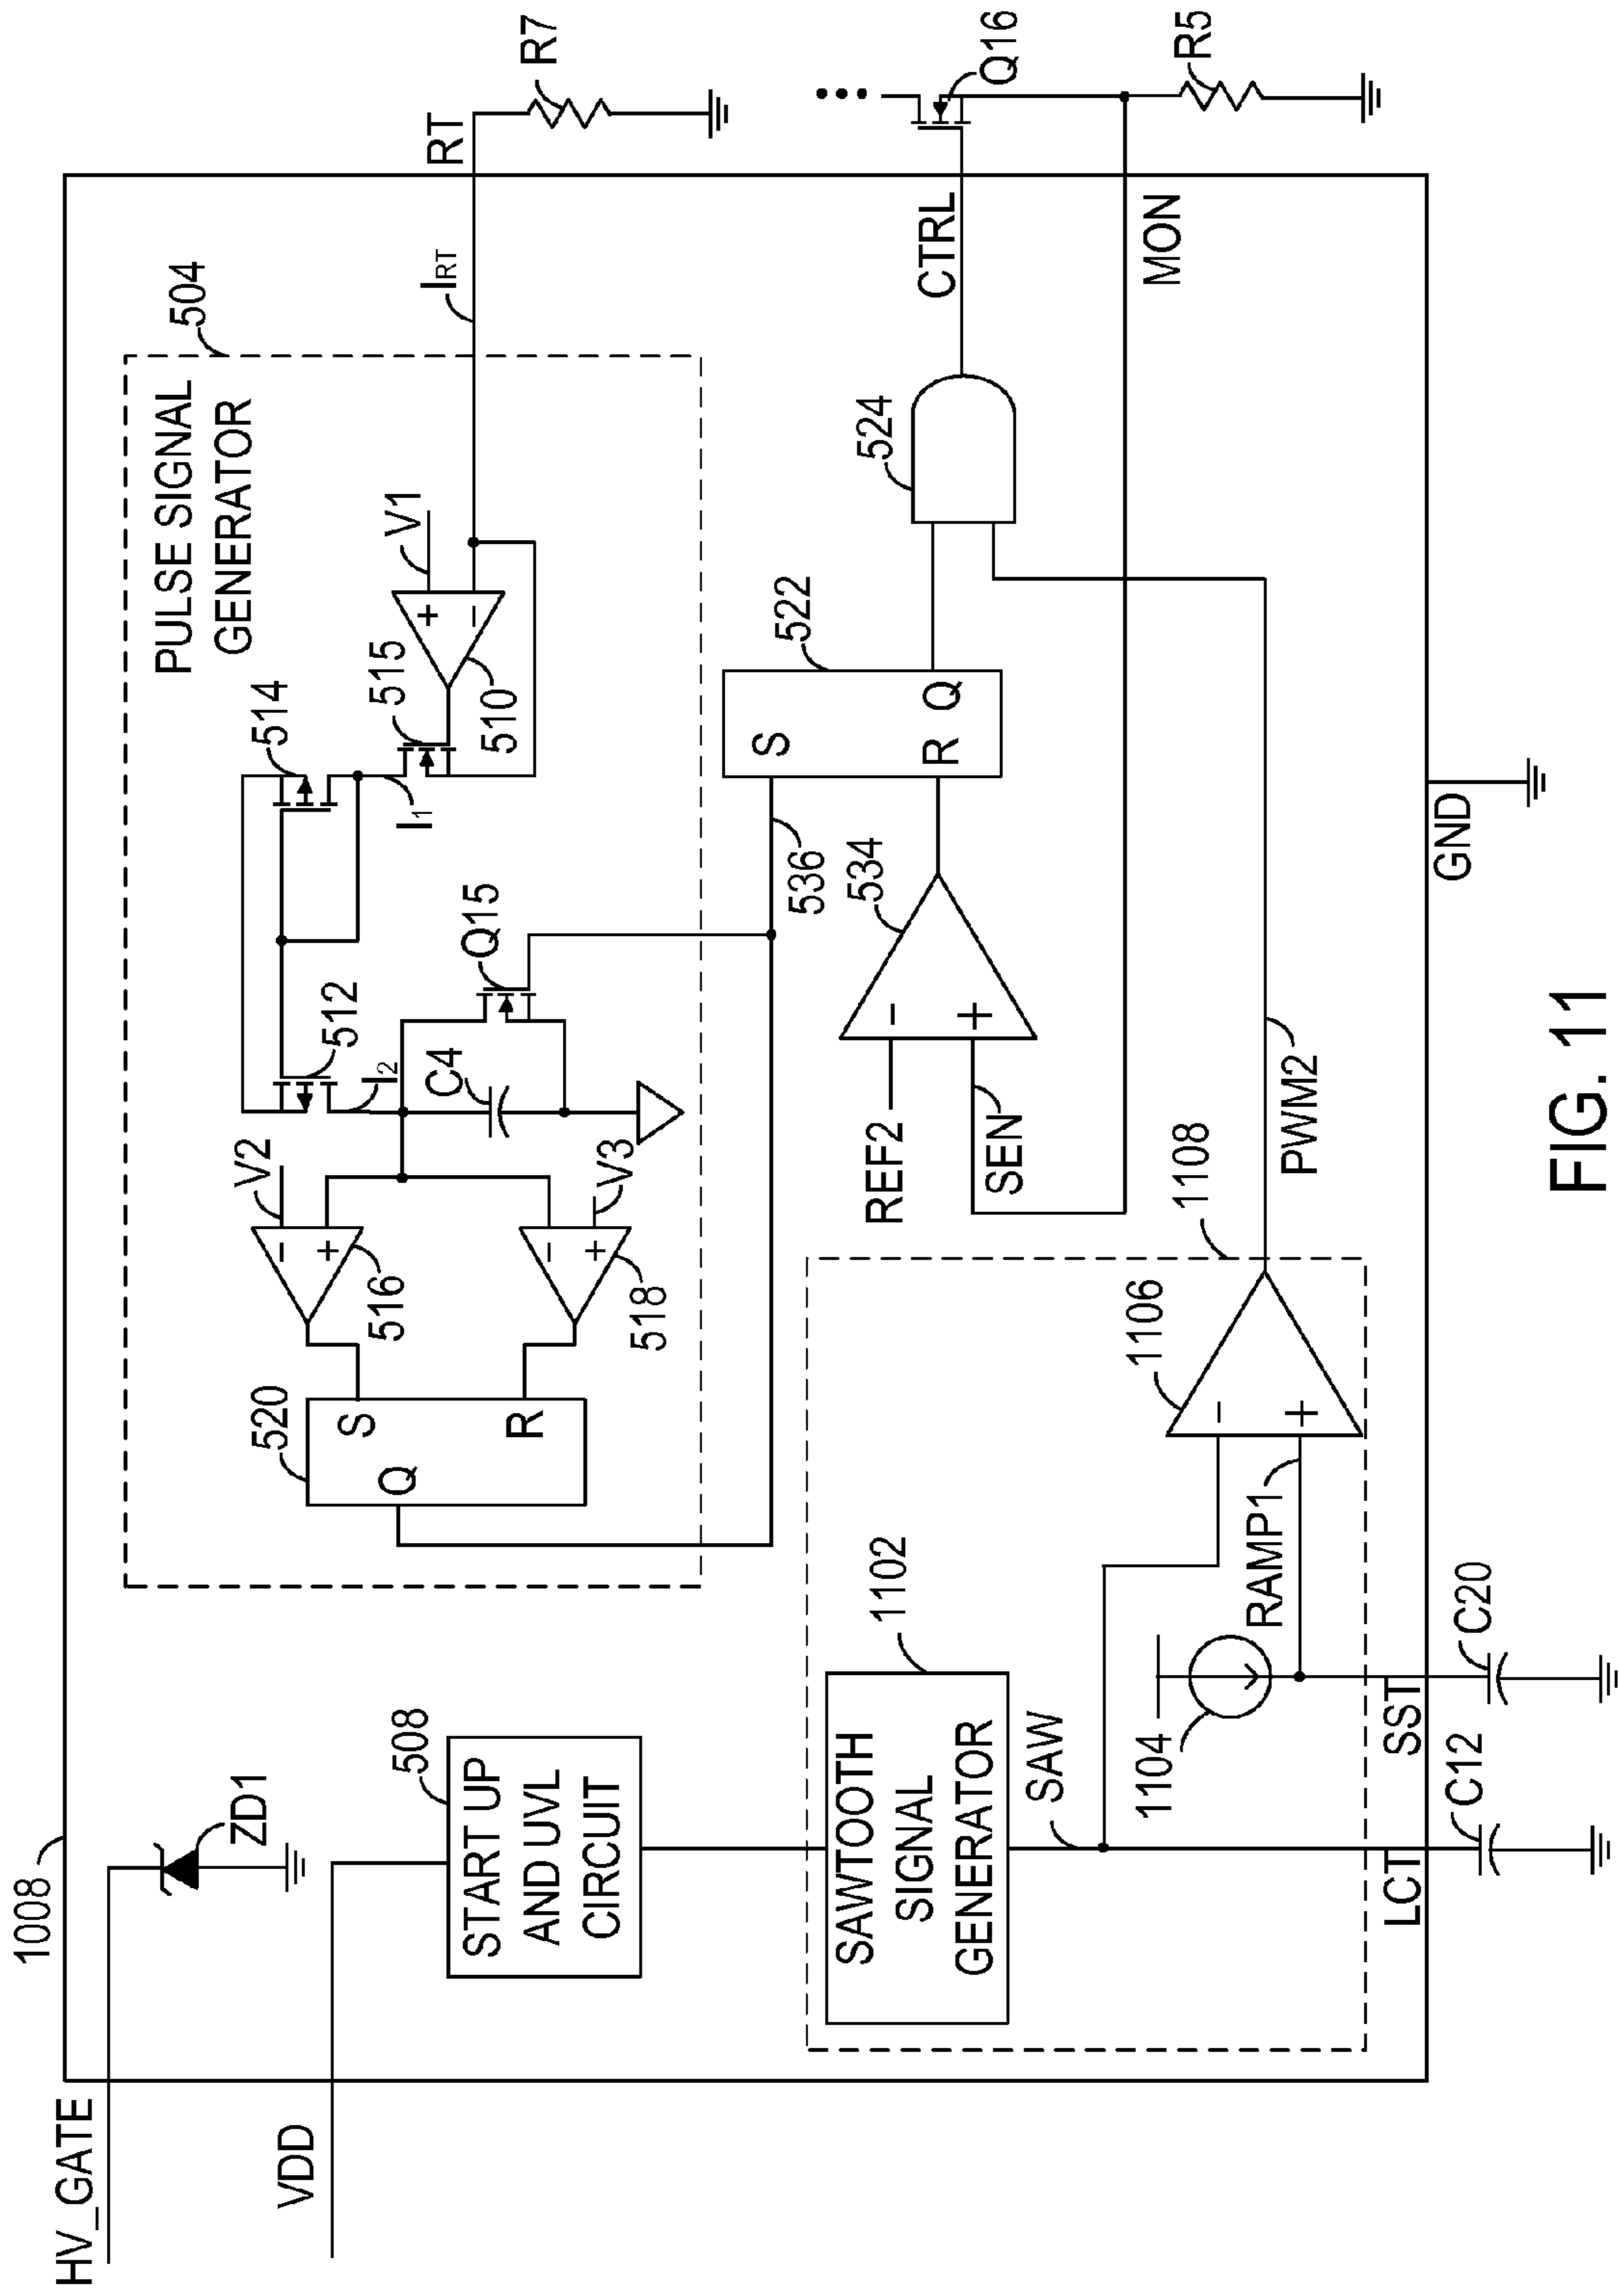 1008
HV_GATE
ZD1
VDD
508
START UP
AND UVL
CIRCUIT
PULSE SIGNAL
GENERATOR
504
520
S
Q
R
V2
-
+
516
-
+
518
V3
512
I2
C4
Q15
514
I1
515
510
+
-
V1
IRT
RT
R7
536
522
S
R
Q
534
-
+
REF2
SEN
524
CTRL
Q16
MON
R5
1102
SAWTOOTH
SIGNAL
GENERATOR
SAW
1104
RAMP1
1106
-
+
1108
PWM2
LCT
SST
C12
C20
GND
FIG. 11